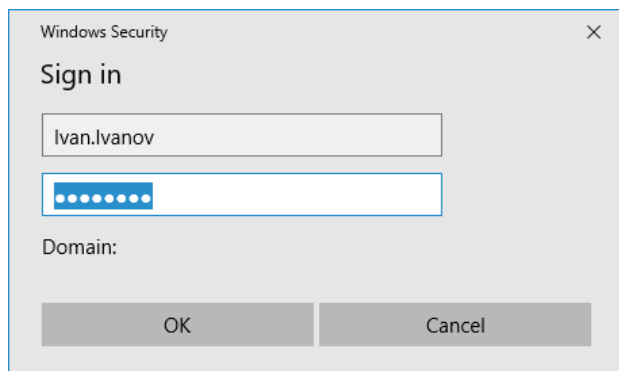 Windows Security
Sign in
Ivan.Ivanov
••••••••
Domain:
OK Cancel